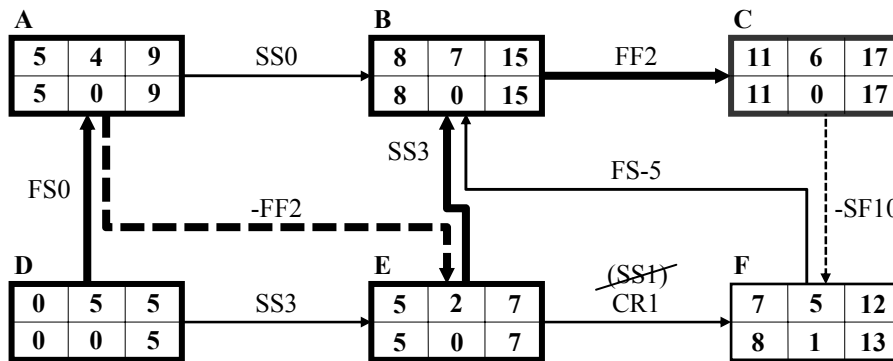 A B C
5 4 9 SS0 8 7 15 FF2 11 6 17
5 0 9 8 0 15 11 0 17
SS3
FS-5
FS0
-FF2 -SF10
D E F
(SS1)
0 5 5 SS3 5 2 7 CR1 7 5 12
0 0 5 5 0 7 8 1 13